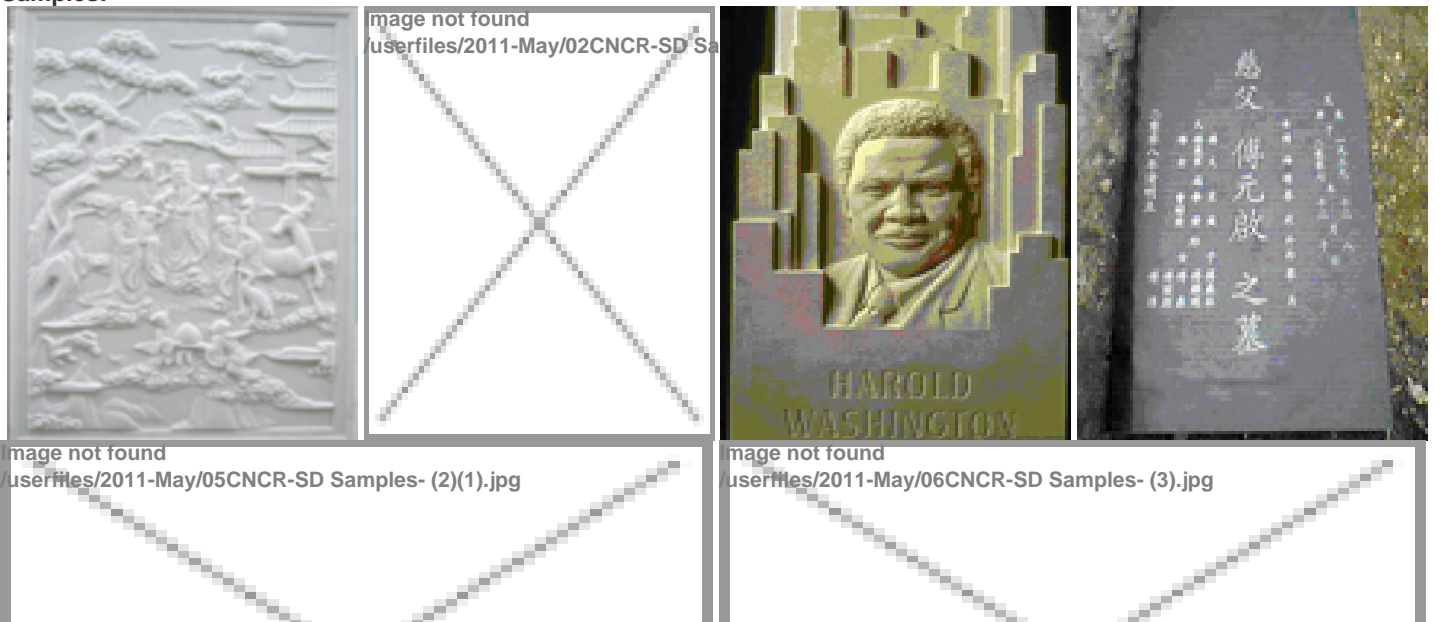 Samples:
Image not found
/userfiles/2011-May/02CNCR-SD Sa
HAROLD
WASHINGTON
慈父 傅元啟 之墓
Image not found
/userfiles/2011-May/05CNCR-SD Samples- (2)(1).jpg
Image not found
/userfiles/2011-May/06CNCR-SD Samples- (3).jpg